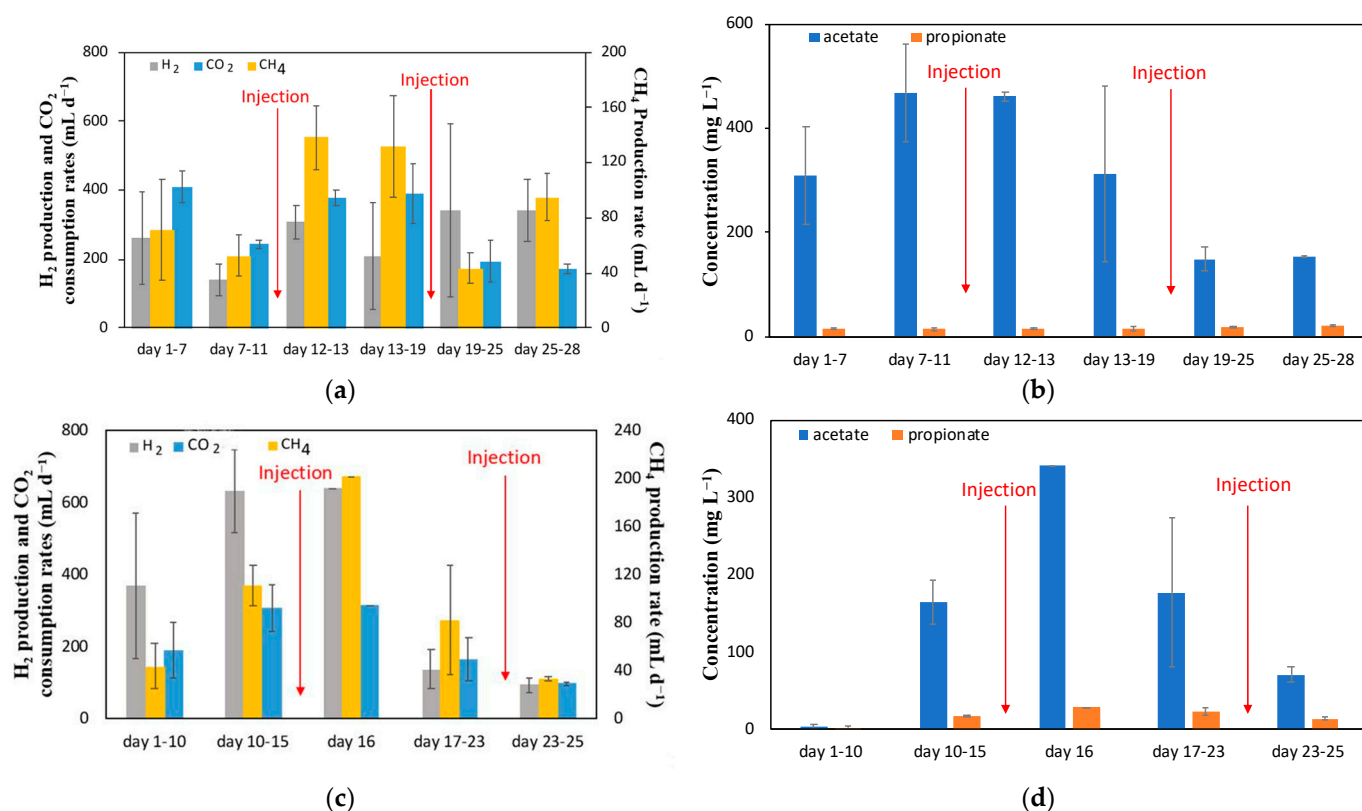 H₂ production and CO₂
consumption rates (mL d⁻¹)
800
600
400
200
0
H₂ CO₂ CH₄
Injection
Injection
200
160
120
80
40
0
CH₄ Production rate (mL d⁻¹)
day 1-7 day 7-11 day 12-13 day 13-19 day 19-25 day 25-28
(a)
Concentration (mg L⁻¹)
600
400
200
0
acetate propionate
Injection
Injection
day 1-7 day 7-11 day 12-13 day 13-19 day 19-25 day 25-28
(b)
H₂ production and CO₂
consumption rates (mL d⁻¹)
800
600
400
200
0
H₂ CO₂ CH₄
Injection
Injection
240
200
160
120
80
40
0
CH₄ production rate (mL d⁻¹)
day 1-10 day 10-15 day 16 day 17-23 day 23-25
(c)
Concentration (mg L⁻¹)
400
300
200
100
0
acetate propionate
Injection
Injection
day 1-10 day 10-15 day 16 day 17-23 day 23-25
(d)